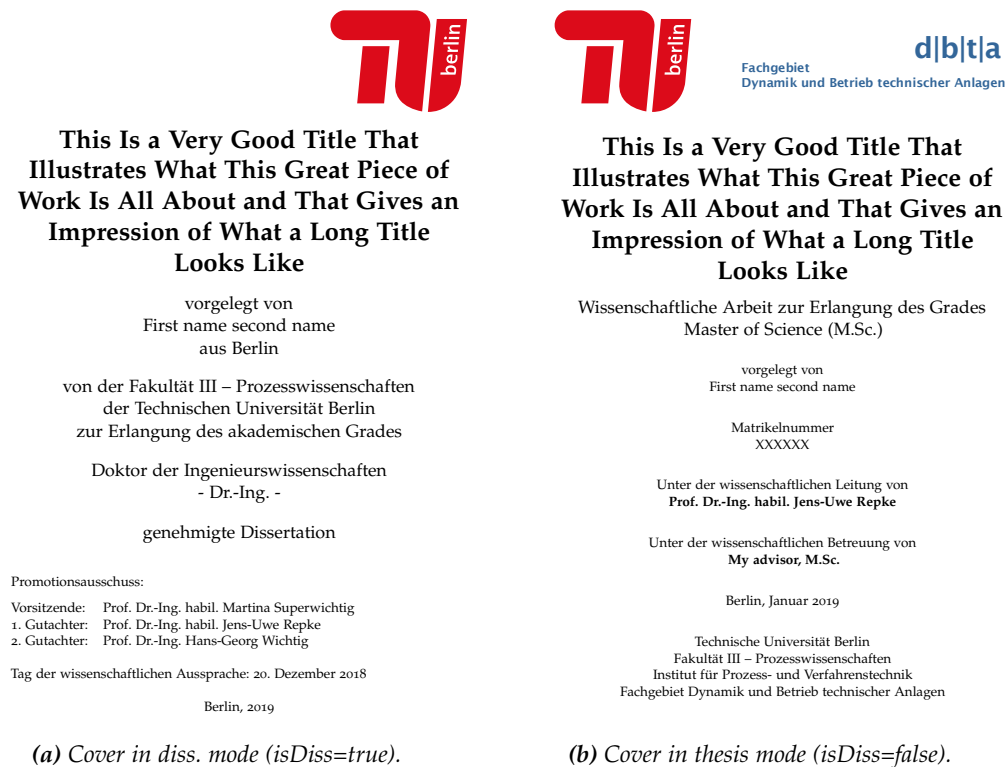 berlin
This Is a Very Good Title That
Illustrates What This Great Piece of
Work Is All About and That Gives an
Impression of What a Long Title
Looks Like
vorgelegt von
First name second name
aus Berlin
von der Fakultät III – Prozesswissenschaften
der Technischen Universität Berlin
zur Erlangung des akademischen Grades
Doktor der Ingenieurswissenschaften
- Dr.-Ing. -
genehmigte Dissertation
Promotionsausschuss:
Vorsitzende: Prof. Dr.-Ing. habil. Martina Superwichtig
1. Gutachter: Prof. Dr.-Ing. habil. Jens-Uwe Repke
2. Gutachter: Prof. Dr.-Ing. Hans-Georg Wichtig
Tag der wissenschaftlichen Aussprache: 20. Dezember 2018
Berlin, 2019
(a) Cover in diss. mode (isDiss=true).
berlin
d|b|t|a
Fachgebiet
Dynamik und Betrieb technischer Anlagen
This Is a Very Good Title That
Illustrates What This Great Piece of
Work Is All About and That Gives an
Impression of What a Long Title
Looks Like
Wissenschaftliche Arbeit zur Erlangung des Grades
Master of Science (M.Sc.)
vorgelegt von
First name second name
Matrikelnummer
XXXXXX
Unter der wissenschaftlichen Leitung von
Prof. Dr.-Ing. habil. Jens-Uwe Repke
Unter der wissenschaftlichen Betreuung von
My advisor, M.Sc.
Berlin, Januar 2019
Technische Universität Berlin
Fakultät III – Prozesswissenschaften
Institut für Prozess- und Verfahrenstechnik
Fachgebiet Dynamik und Betrieb technischer Anlagen
(b) Cover in thesis mode (isDiss=false).